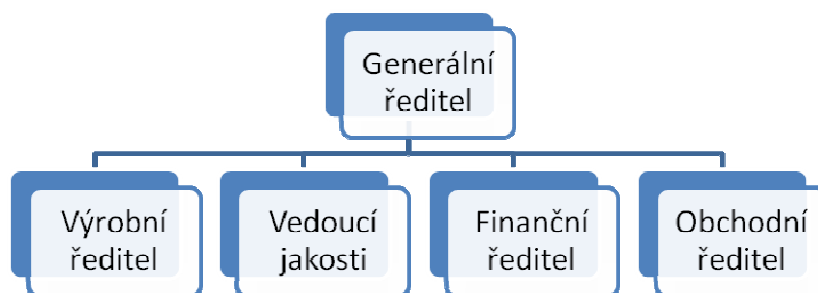 Generální
ředitel
Výrobní
ředitel
Vedoucí
jakosti
Finanční
ředitel
Obchodní
ředitel